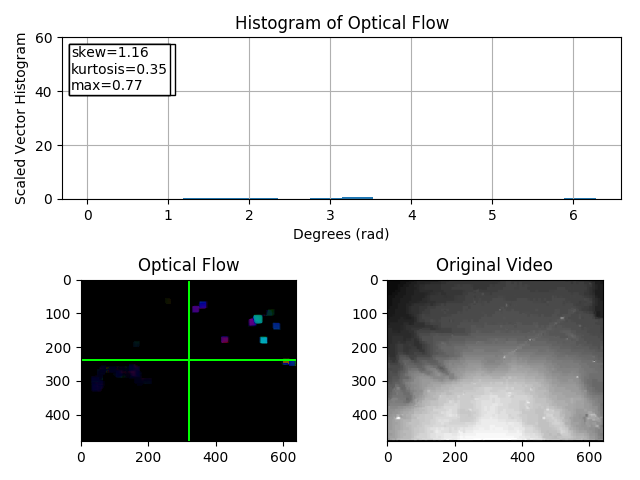 Histogram of Optical Flow
Scaled Vector Histogram
60
40
20
0
skew=1.16
kurtosis=0.35
max=0.77
0 1 2 3 4 5 6
Degrees (rad)
Optical Flow
0
100
200
300
400
0 200 400 600
Original Video
0
100
200
300
400
0 200 400 600